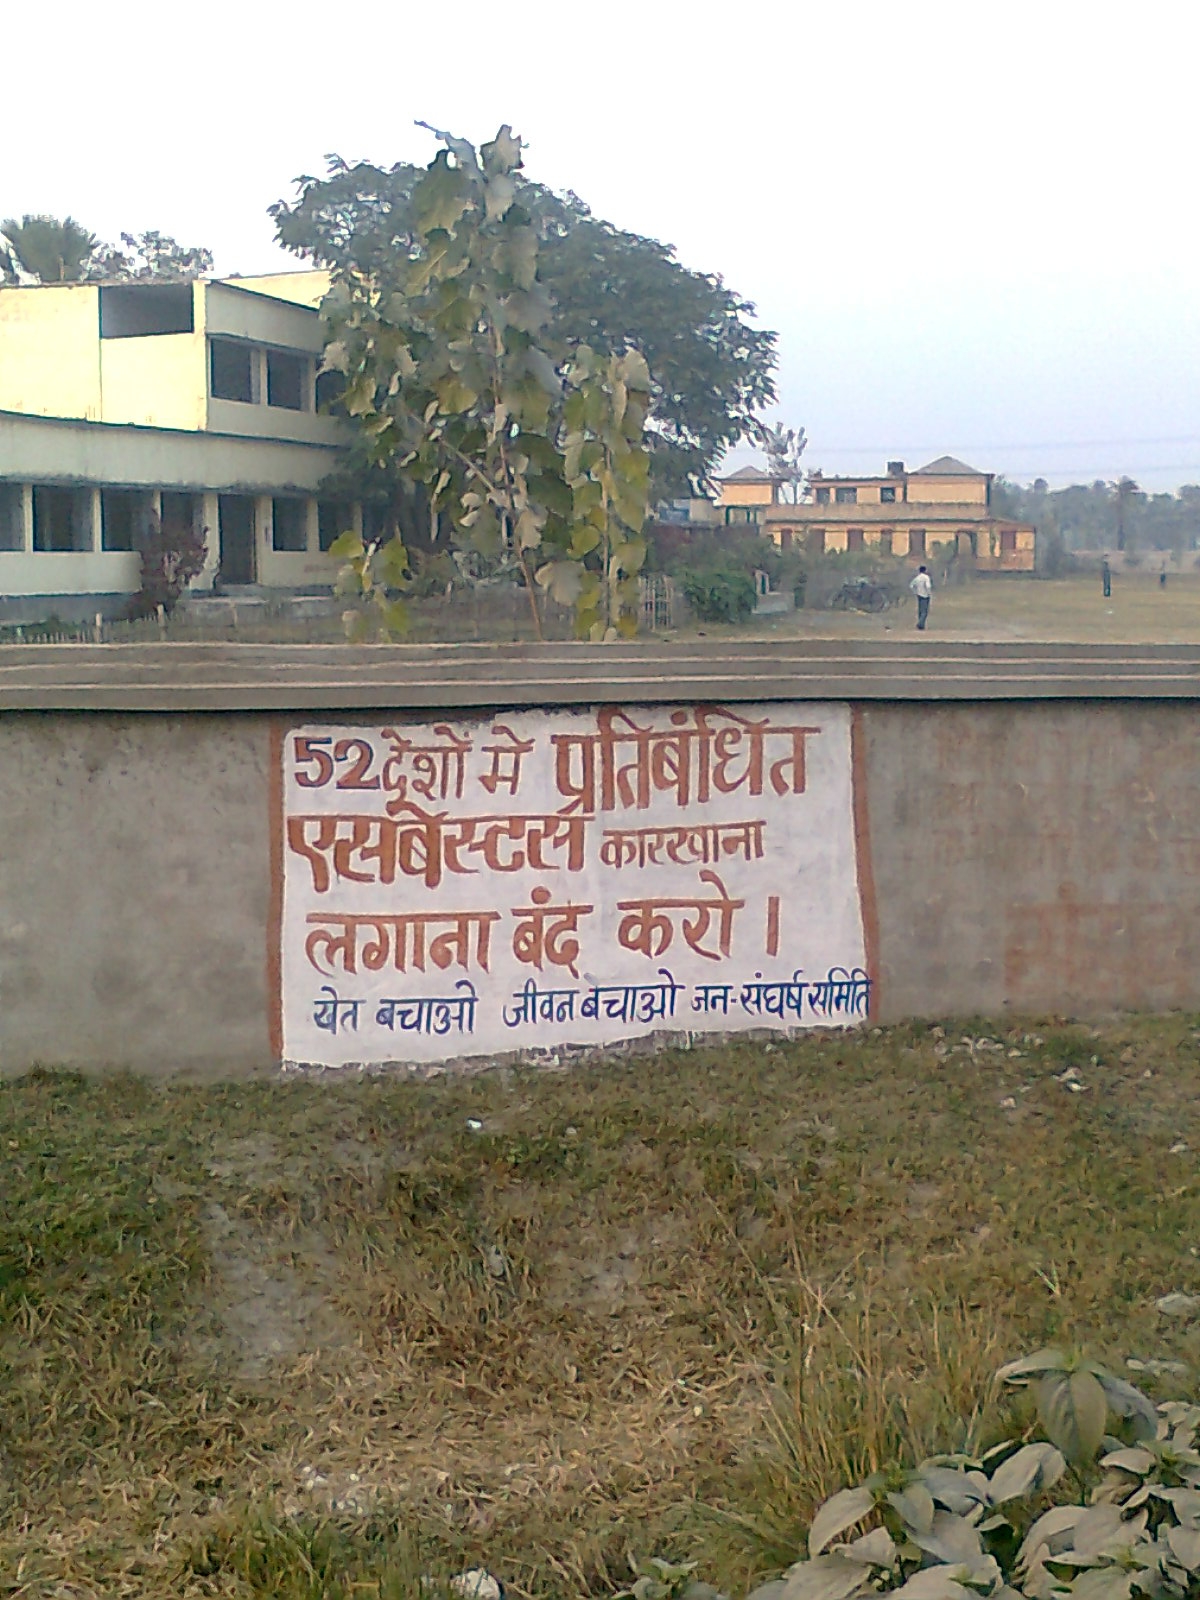 52 देशों मे प्रतिबंधित
एसबेस्टस कारखाना
लगाना बंद करो ।
खेत बचाओ जीवन बचाओ जन-संघर्ष समिति